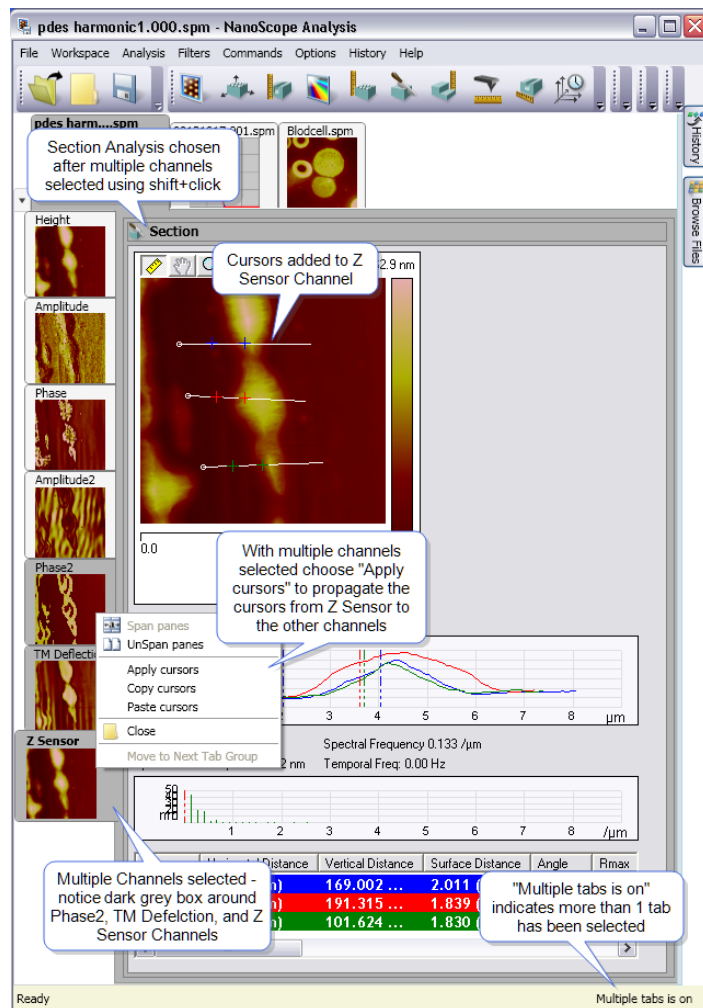 pdes harmonic1.000.spm - NanoScope Analysis
File Workspace Analysis Filters Commands Options History Help
pdes harm....spm
001.spm
Blodcell.spm
History
Browse Files
Section Analysis chosen
after multiple channels
selected using shift+click
Section
Height
Cursors added to Z
Sensor Channel
2.9 nm
Amplitude
Phase
Amplitude2
0.0
With multiple channels
selected choose "Apply
cursors" to propagate the
cursors from Z Sensor to
the other channels
Phase2
Span panes
UnSpan panes
TM Deflectio
Apply cursors
Copy cursors
Paste cursors
3 4 5 6 7 8 µm
Close
Z Sensor
Spectral Frequency 0.133 /µm
Move to Next Tab Group
2 nm Temporal Freq: 0.00 Hz
50
1 2 3 4 5 6 7 8 /µm
Distance Vertical Distance Surface Distance Angle Rmax
169.002 ... 2.011 (
191.315 ... 1.839 (
101.624 ... 1.830 (
Multiple Channels selected -
notice dark grey box around
Phase2, TM Defelction, and Z
Sensor Channels
"Multiple tabs is on"
indicates more than 1 tab
has been selected
Ready Multiple tabs is on